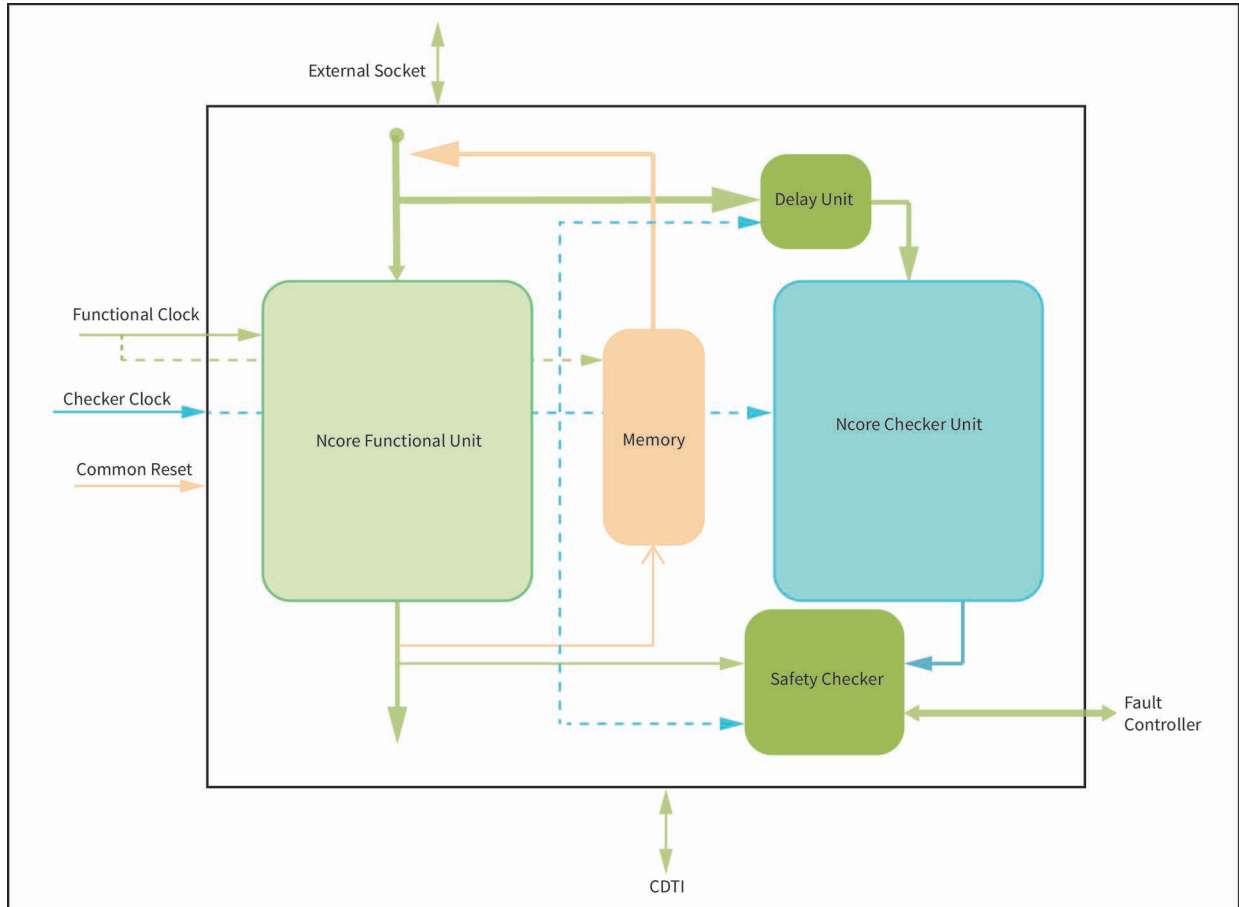 External Socket
Delay Unit
Functional Clock
Checker Clock
Ncore Functional Unit
Memory
Ncore Checker Unit
Common Reset
Safety Checker
Fault
Controller
CDTI